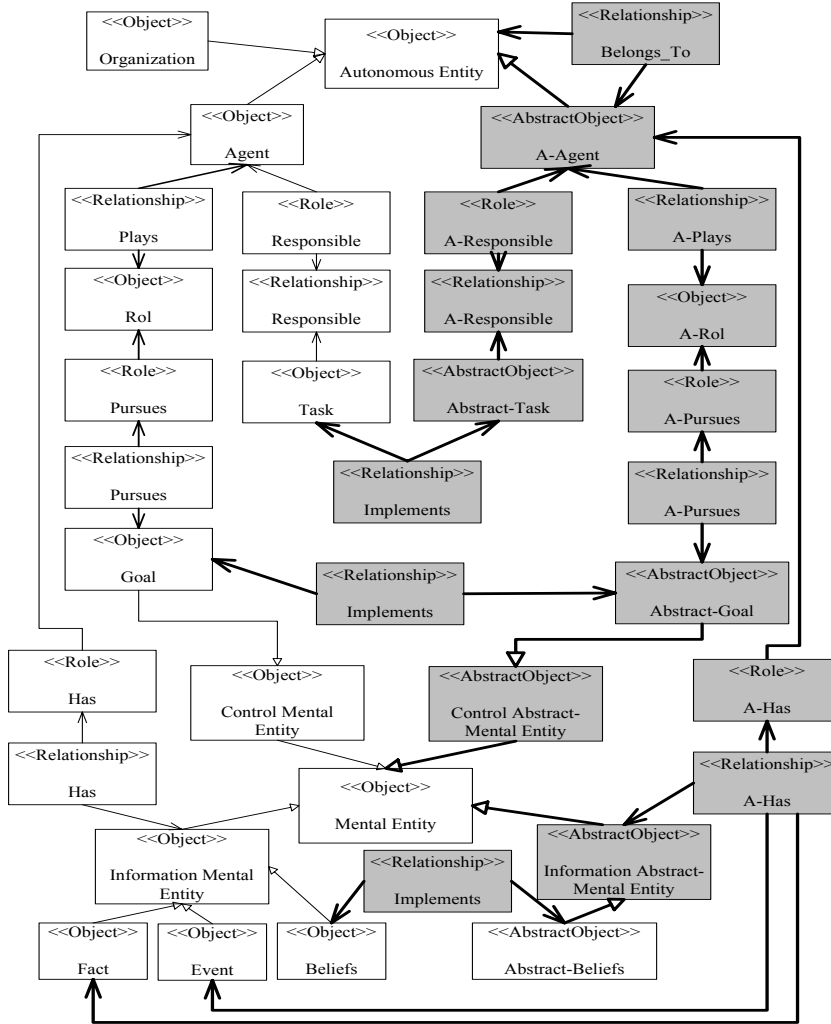 <<Object>>
Organization
<<Object>>
Autonomous Entity
<<Relationship>>
Belongs_To
<<Object>>
Agent
<<AbstractObject>>
A-Agent
<<Relationship>>
Plays
<<Role>>
Responsible
<<Role>>
A-Responsible
<<Relationship>>
A-Plays
<<Object>>
Rol
<<Relationship>>
Responsible
<<Relationship>>
A-Responsible
<<Object>>
A-Rol
<<Role>>
Pursues
<<Object>>
Task
<<AbstractObject>>
Abstract-Task
<<Role>>
A-Pursues
<<Relationship>>
Pursues
<<Relationship>>
Implements
<<Relationship>>
A-Pursues
<<Object>>
Goal
<<Relationship>>
Implements
<<AbstractObject>>
Abstract-Goal
<<Role>>
Has
<<Object>>
Control Mental
Entity
<<AbstractObject>>
Control Abstract-
Mental Entity
<<Role>>
A-Has
<<Relationship>>
Has
<<Object>>
Mental Entity
<<Relationship>>
A-Has
<<Object>>
Information Mental
Entity
<<Relationship>>
Implements
<<AbstractObject>>
Information Abstract-
Mental Entity
<<Object>>
Fact
<<Object>>
Event
<<Object>>
Beliefs
<<AbstractObject>>
Abstract-Beliefs